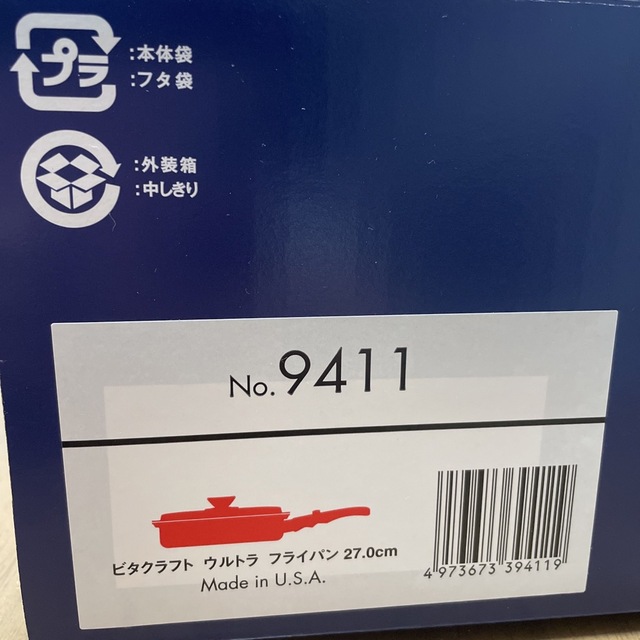 プラ
:本体袋
:フタ袋
:外装箱
:中しきり
No. 9411
ビタクラフト ウルトラ フライパン 27.0cm
Made in U.S.A.
4 973673 394119